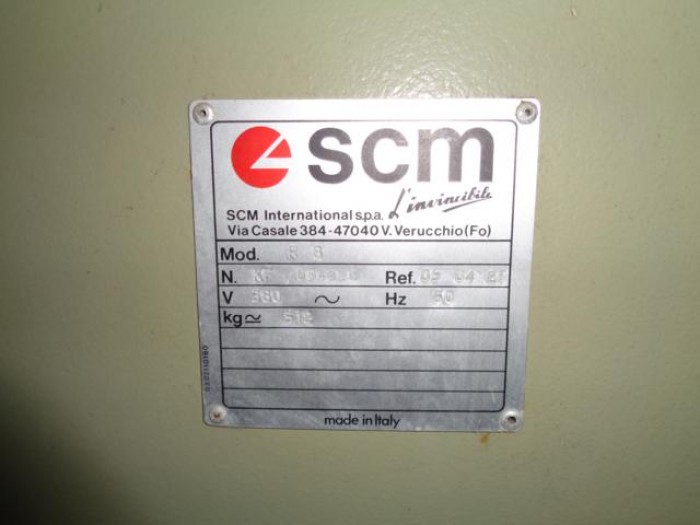 scm
L'invincibile
SCM International s.p.a.
Via Casale 384-47040 V. Verucchio (Fo)
Mod.
N. Ref.
V 380 ~ Hz 50
kg≃ 512
made in Italy